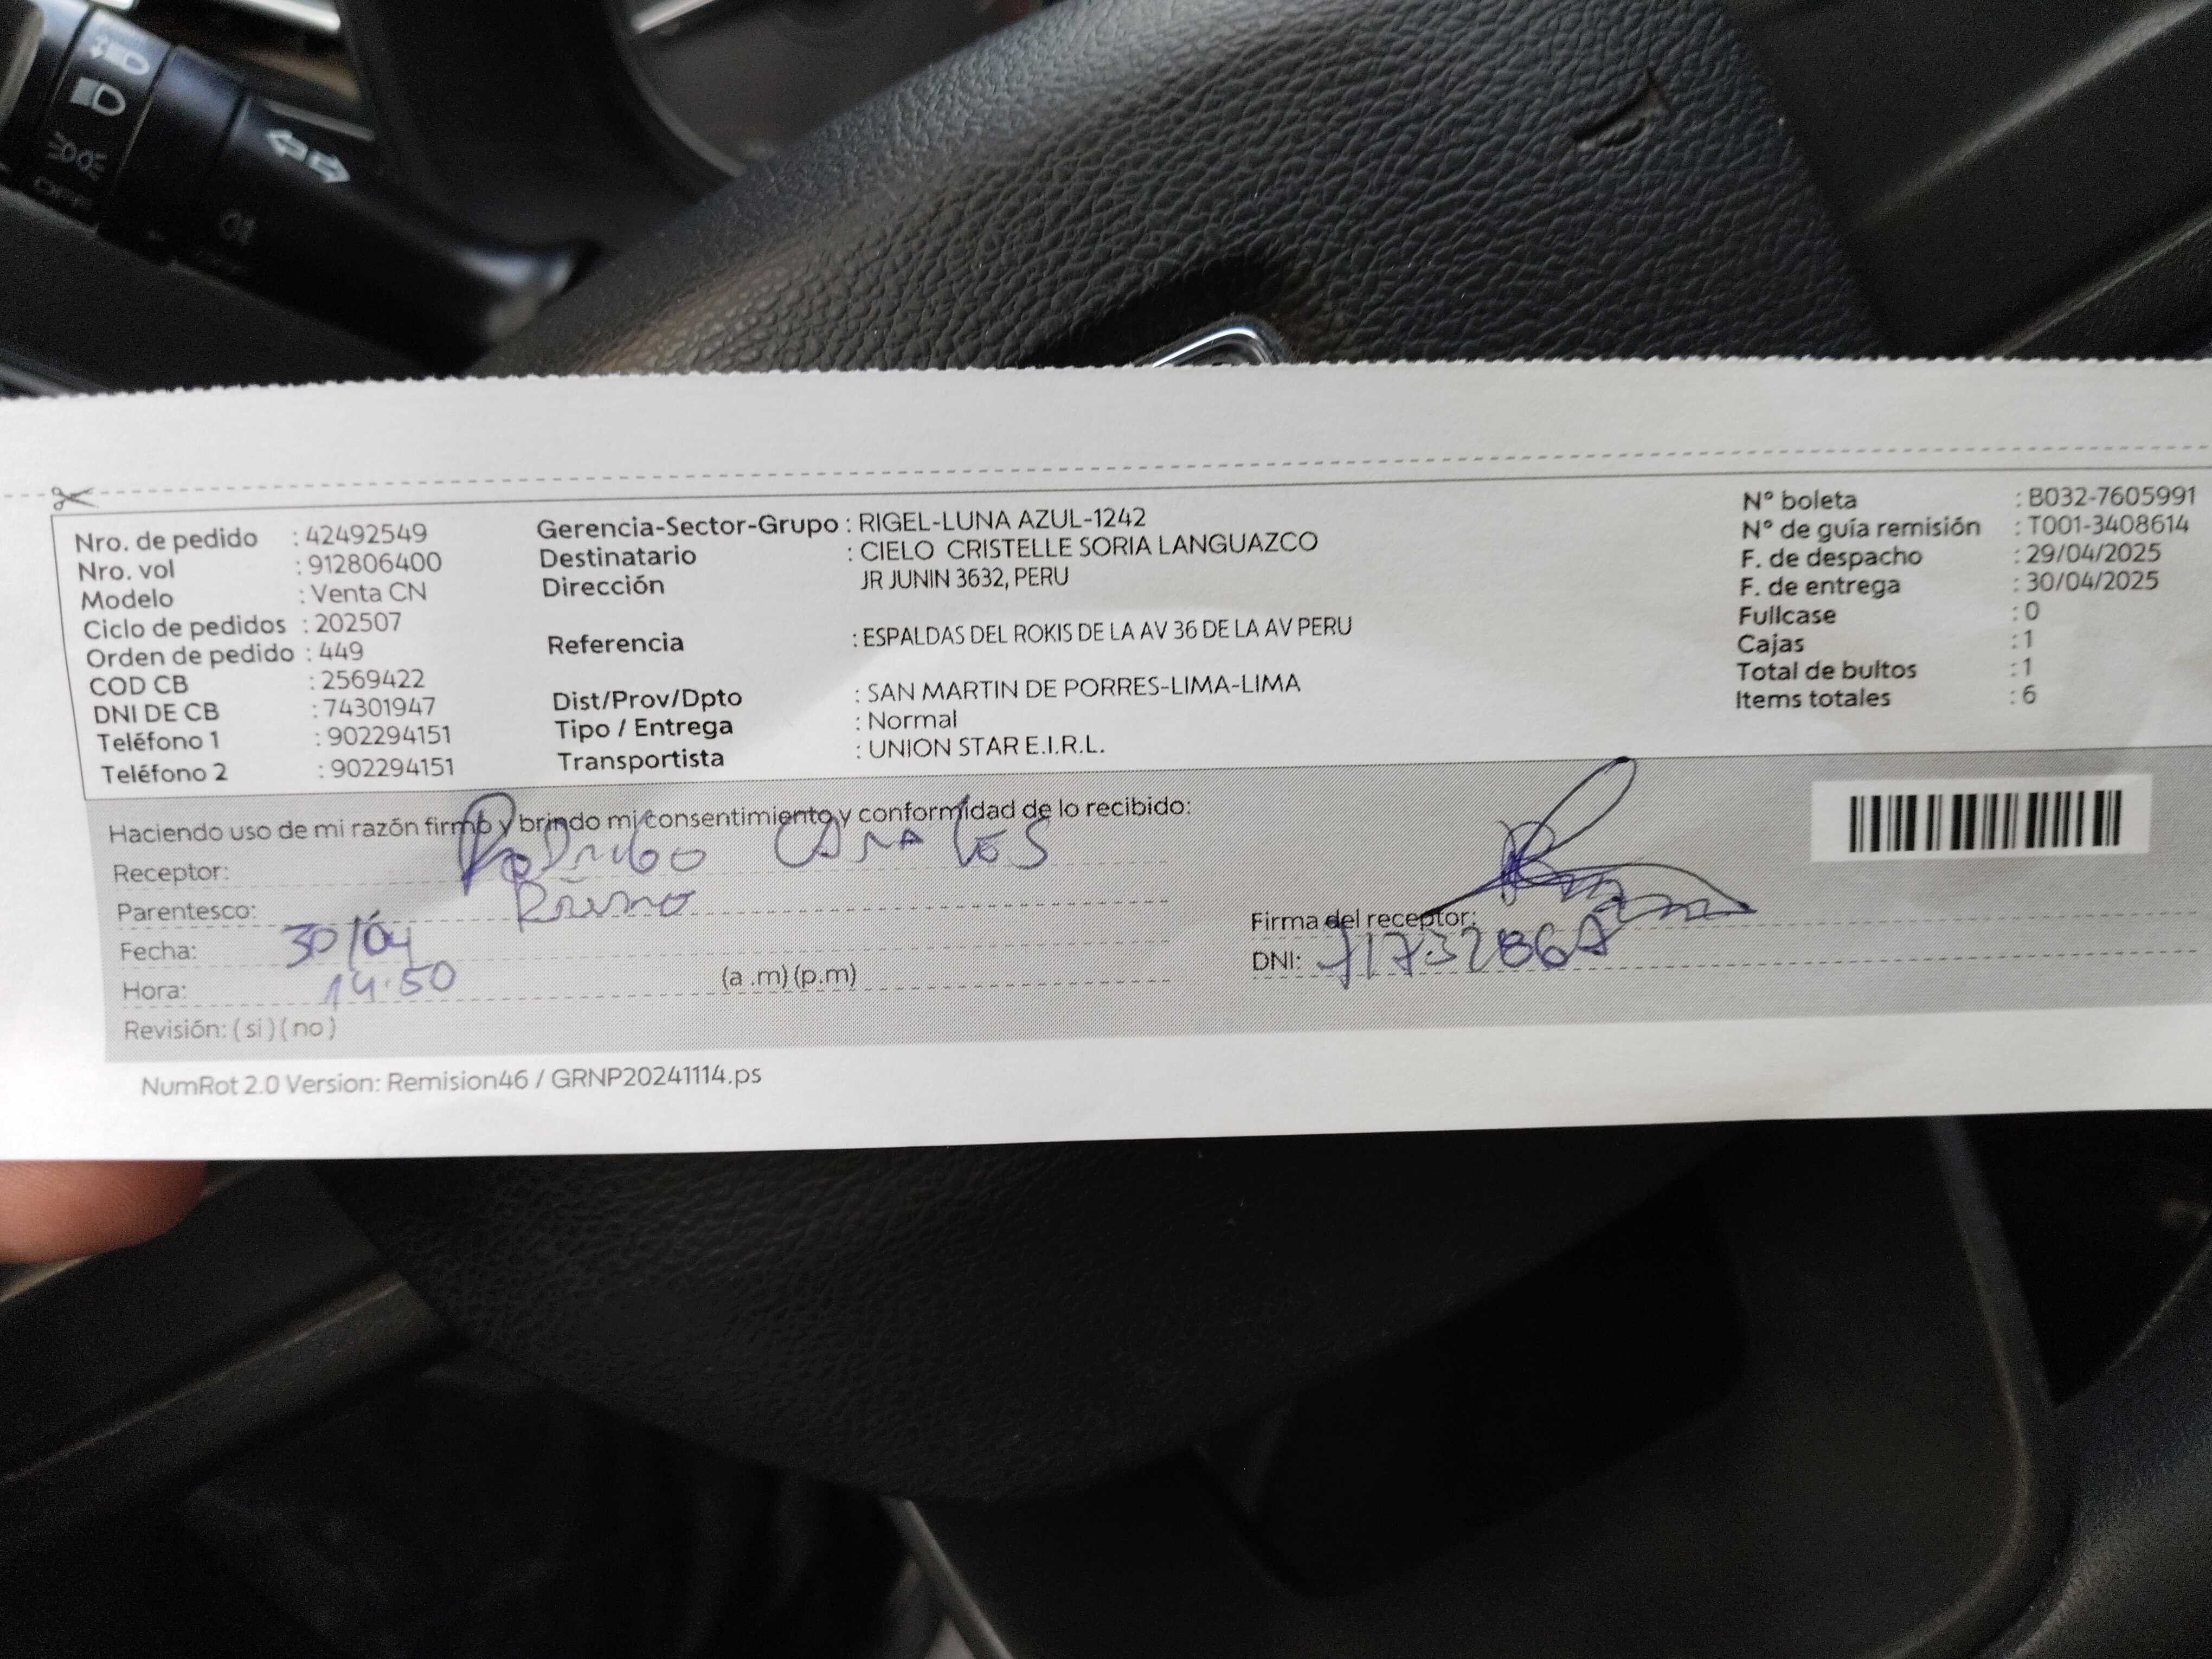 OFF
Nro. de pedido : 42492549
Nro. vol : 912806400
Modelo : Venta CN
Ciclo de pedidos : 202507
Orden de pedido : 449
COD CB : 2569422
DNI DE CB : 74301947
Teléfono 1 : 902294151
Teléfono 2 : 902294151
Gerencia-Sector-Grupo : RIGEL-LUNA AZUL-1242
Destinatario : CIELO CRISTELLE SORIA LANGUAZCO
Dirección JR JUNIN 3632, PERU
Referencia : ESPALDAS DEL ROKIS DE LA AV 36 DE LA AV PERU
Dist/Prov/Dpto : SAN MARTIN DE PORRES-LIMA-LIMA
Tipo / Entrega : Normal
Transportista : UNION STAR E.I.R.L.
N° boleta : B032-7605991
N° de guía remisión : T001-3408614
F. de despacho : 29/04/2025
F. de entrega : 30/04/2025
Fullcase : 0
Cajas : 1
Total de bultos : 1
Items totales : 6
Haciendo uso de mi razón firmo y brindo mi consentimiento y conformidad de lo recibido:
Receptor: Rodrigo
Parentesco:
Fecha: 30/04
Hora: 14:50 (a .m) (p.m)
Revisión: ( si ) ( no )
Firma del receptor:
DNI:
NumRot 2.0 Version: Remision46 / GRNP20241114.ps